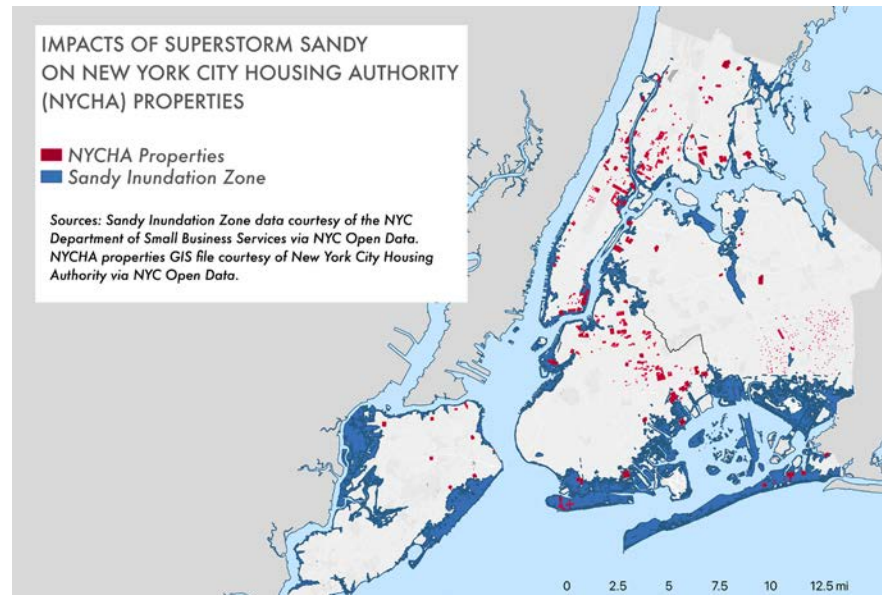 IMPACTS OF SUPERSTORM SANDY
ON NEW YORK CITY HOUSING AUTHORITY
(NYCHA) PROPERTIES
NYCHA Properties
Sandy Inundation Zone
Sources: Sandy Inundation Zone data courtesy of the NYC
Department of Small Business Services via NYC Open Data.
NYCHA properties GIS file courtesy of New York City Housing
Authority via NYC Open Data.
0 2.5 5 7.5 10 12.5 mi